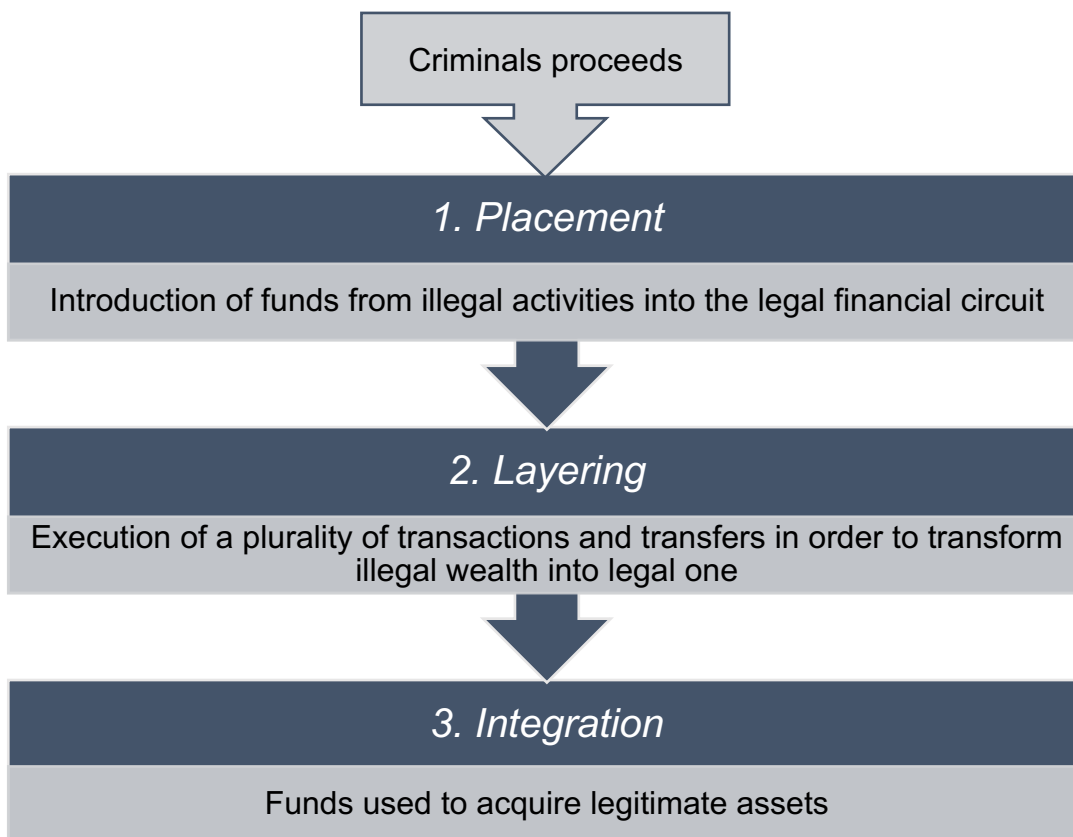 Criminals proceeds
1. Placement
Introduction of funds from illegal activities into the legal financial circuit
2. Layering
Execution of a plurality of transactions and transfers in order to transform
illegal wealth into legal one
3. Integration
Funds used to acquire legitimate assets